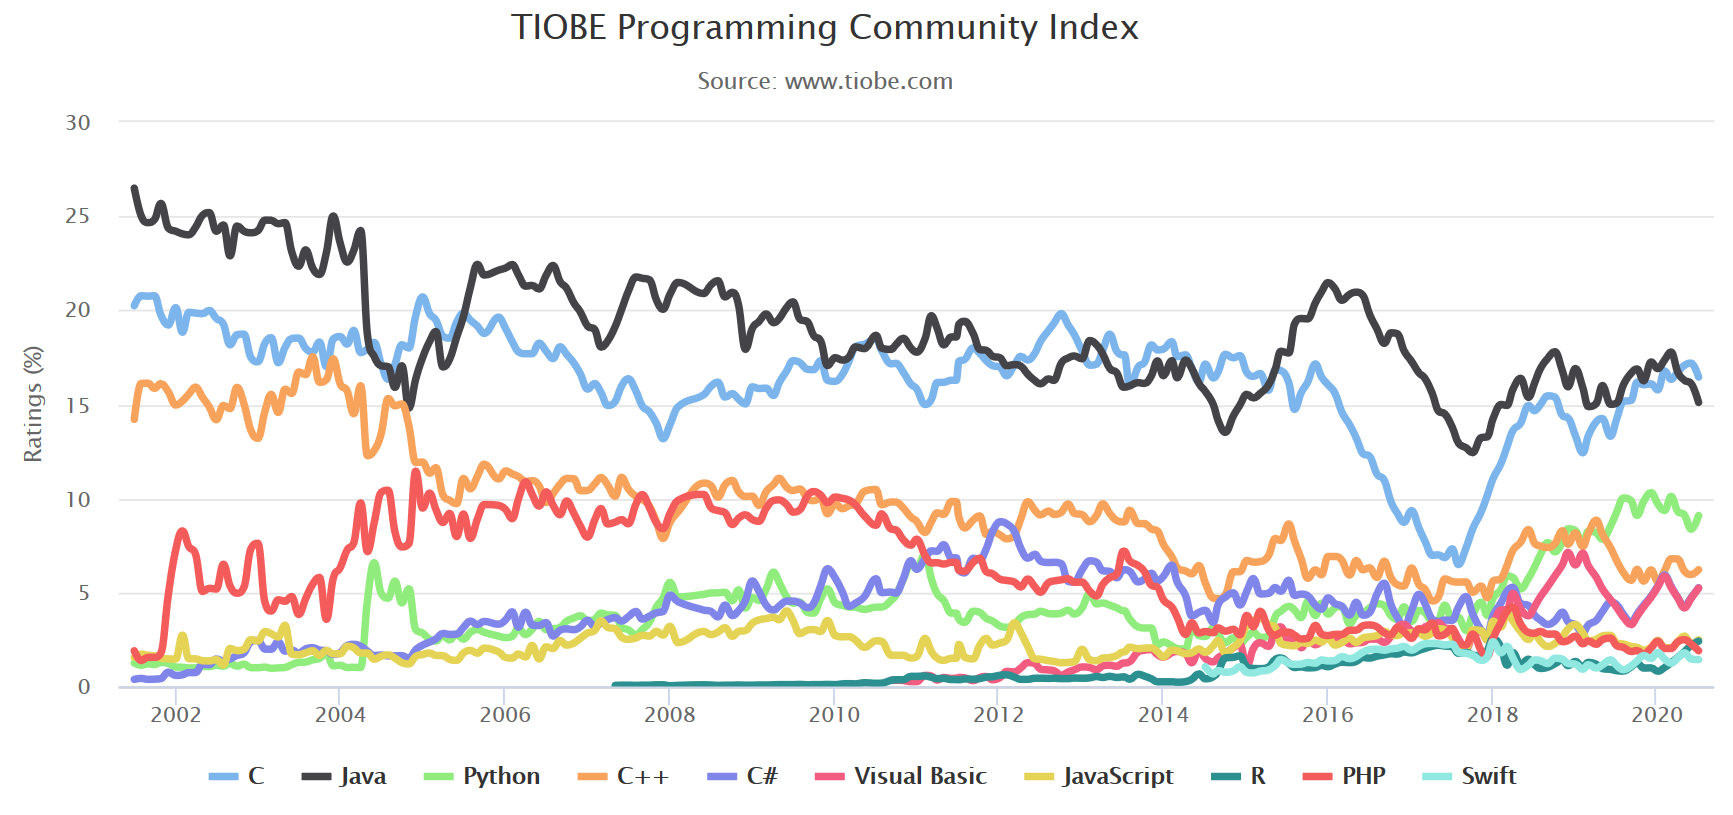 TIOBE Programming Community Index
Source: www.tiobe.com
Ratings (%)
30
25
20
15
10
5
0
2002 2004 2006 2008 2010 2012 2014 2016 2018 2020
C Java Python C++ C# Visual Basic JavaScript R PHP Swift